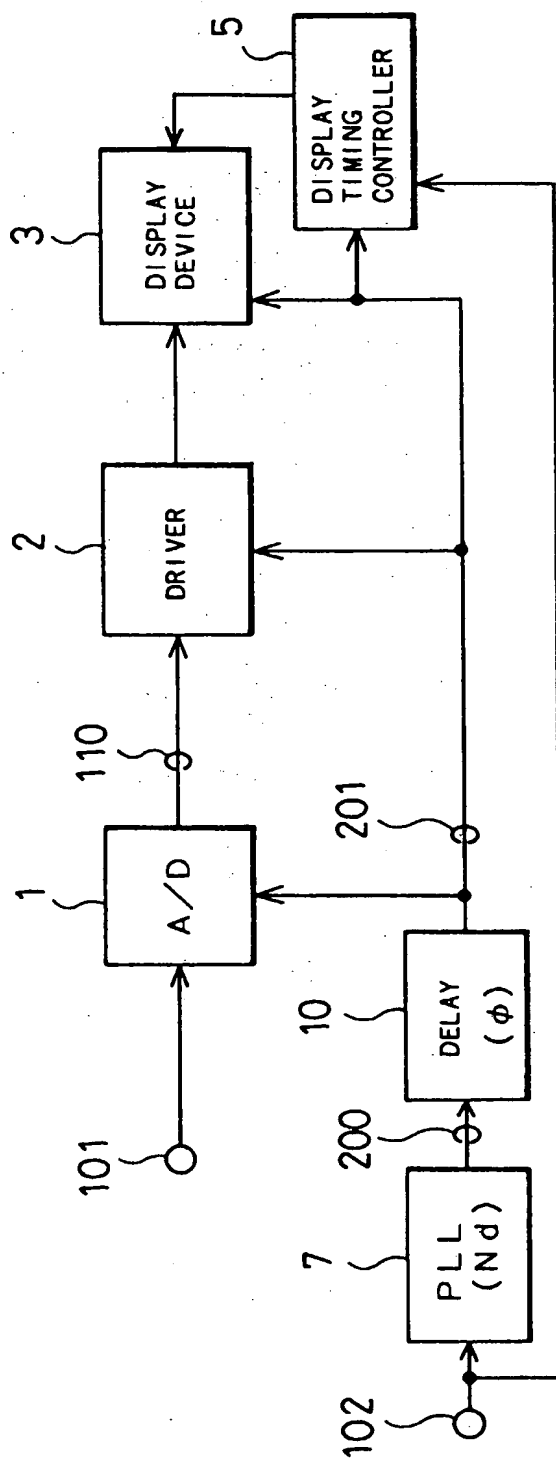 101
1
A/D
110
2
DRIVER
3
DISPLAY
DEVICE
5
DISPLAY
TIMING
CONTROLLER
102
7
PLL
(Nd)
200
10
DELAY
(φ)
201